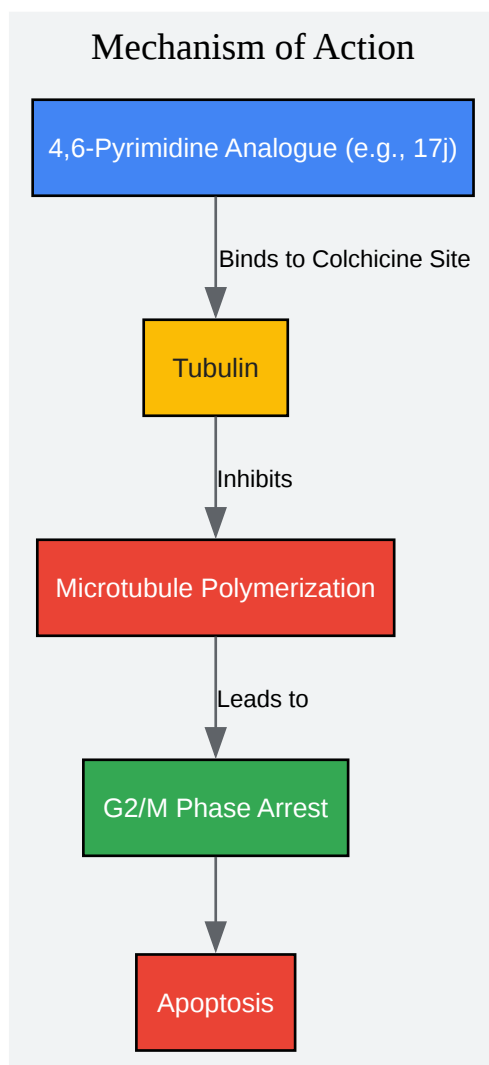 Mechanism of Action
4,6-Pyrimidine Analogue (e.g., 17j)
Binds to Colchicine Site
Tubulin
Inhibits
Microtubule Polymerization
Leads to
G2/M Phase Arrest
Apoptosis